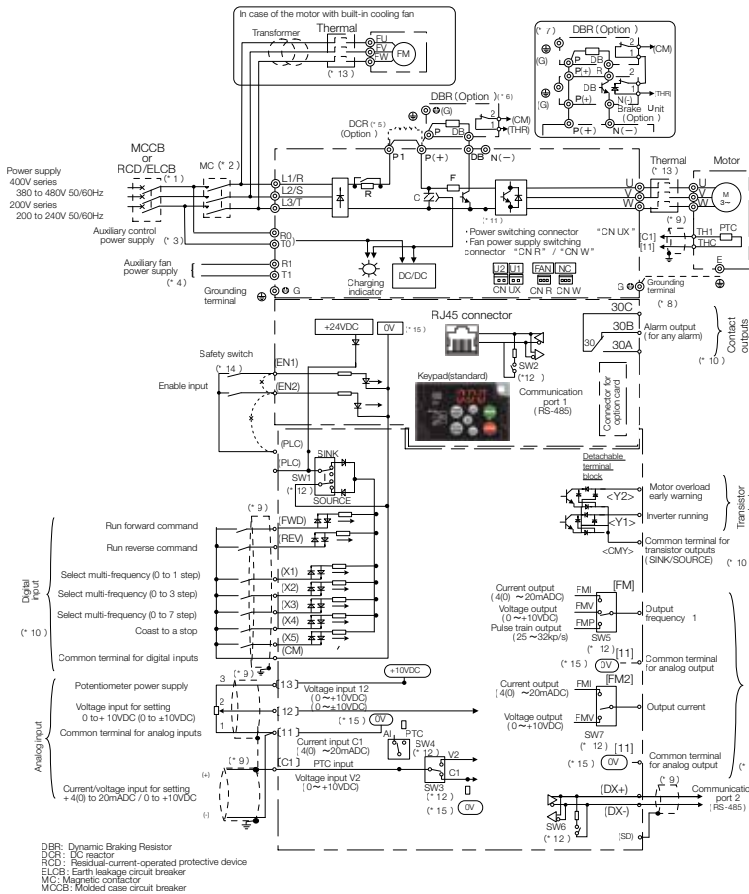 In case of the motor with built-in cooling fan
Transformer
Thermal
FU
FV
FW
FM
(* 13)
(* 7)
DBR (Option)
(G)
P
DB
2
1
(CM)
P(+) R
DB
2
1
(THR)
(G)
P(+)
N(-)
Brake Unit
(Option)
P(+)
N(-)
DBR (Option) (* 6)
(G)
DCR (* 5)
(Option)
P
DB
2
1
(CM)
(THR)
P1
P(+)
DB
N(-)
MCCB
or
RCD/ELCB
(* 1)
MC (* 2)
Power supply
400V series
380 to 480V 50/60Hz
200V series
200 to 240V 50/60Hz
L1/R
L2/S
L3/T
R
F
C
(* 11)
U
V
W
Thermal
(* 13)
Motor
M
3~
Auxiliary control
power supply (* 3)
R0
T0
Auxiliary fan
power supply
(* 4)
R1
T1
Grounding
terminal
G
Charging
indicator
DC/DC
• Power switching connector "CN UX"
• Fan power supply switching
connector "CN R" / "CN W"
U2 U1
CN UX
FAN NC
CN R CN W
(* 9)
[C1]
[11]
TH1
THC
PTC
E
G
Grounding
terminal
(* 8)
30C
30B
30
30A
Alarm output
(for any alarm)
(* 10)
Contact
outputs
+24VDC
0V
(* 15)
RJ45 connector
SW2
(*12 )
Keypad(standard)
Communication
port 1
(RS-485)
Connector for
option card
Safety switch
(* 14)
(EN1)
Enable input
(EN2)
(PLC)
(PLC)
SINK
SW1
(* 12 )
SOURCE
Detachable
terminal
block
<Y2>
Motor overload
early warning
<Y1>
Inverter running
<CMY>
Common terminal for
transistor outputs
(SINK/SOURCE)
Transistor
(* 10
(* 9)
Run forward command
(FWD)
Run reverse command
(REV)
Select multi-frequency (0 to 1 step)
(X1)
Select multi-frequency (0 to 3 step)
(X2)
Select multi-frequency (0 to 7 step)
(X3)
Coast to a stop
(X4)
(X5)
Common terminal for digital inputs
(CM)
Digital
input
(* 10)
Current output
(4(0) ~20mADC)
Voltage output
(0~+10VDC)
Pulse train output
(25 ~32kp/s)
FMI
FMV
FMP
SW5
(* 12)
[FM]
Output
frequency 1
[11]
(* 15)
0V
Common terminal
for analog output
Current output
(4(0) ~20mADC)
Voltage output
(0~+10VDC)
FMI
FMV
SW7
(* 12)
[FM2]
Output current
[11]
(* 15)
0V
Common terminal
for analog output
(*
Analog input
(* 9)
Potentiometer power supply
3
[13]
+10VDC
Voltage input for setting
0 to+ 10VDC (0 to ±10VDC)
2
[12]
Voltage input 12
(0~+10VDC)
(0~±10VDC)
Common terminal for analog inputs
1
[11]
(* 15)
0V
(* 9)
[C1]
Current input C1
(4(0) ~20mADC)
PTC input
Voltage input V2
(0~+10VDC)
AI
PTC
SW4
(* 12)
V2
C1
SW3
(* 12)
(* 15)
0V
Current/voltage input for setting
+4(0) to 20mADC / 0 to +10VDC
(+)
(-)
(* 9)
(DX+)
(DX-)
SW6
(* 12)
(SD)
Communication
port 2
(RS-485)
DBR: Dynamic Braking Resistor
DCR: DC reactor
RCD : Residual-current-operated protective device
ELCB: Earth leakage circuit breaker
MC: Magnetic contactor
MCCB: Molded case circuit breaker